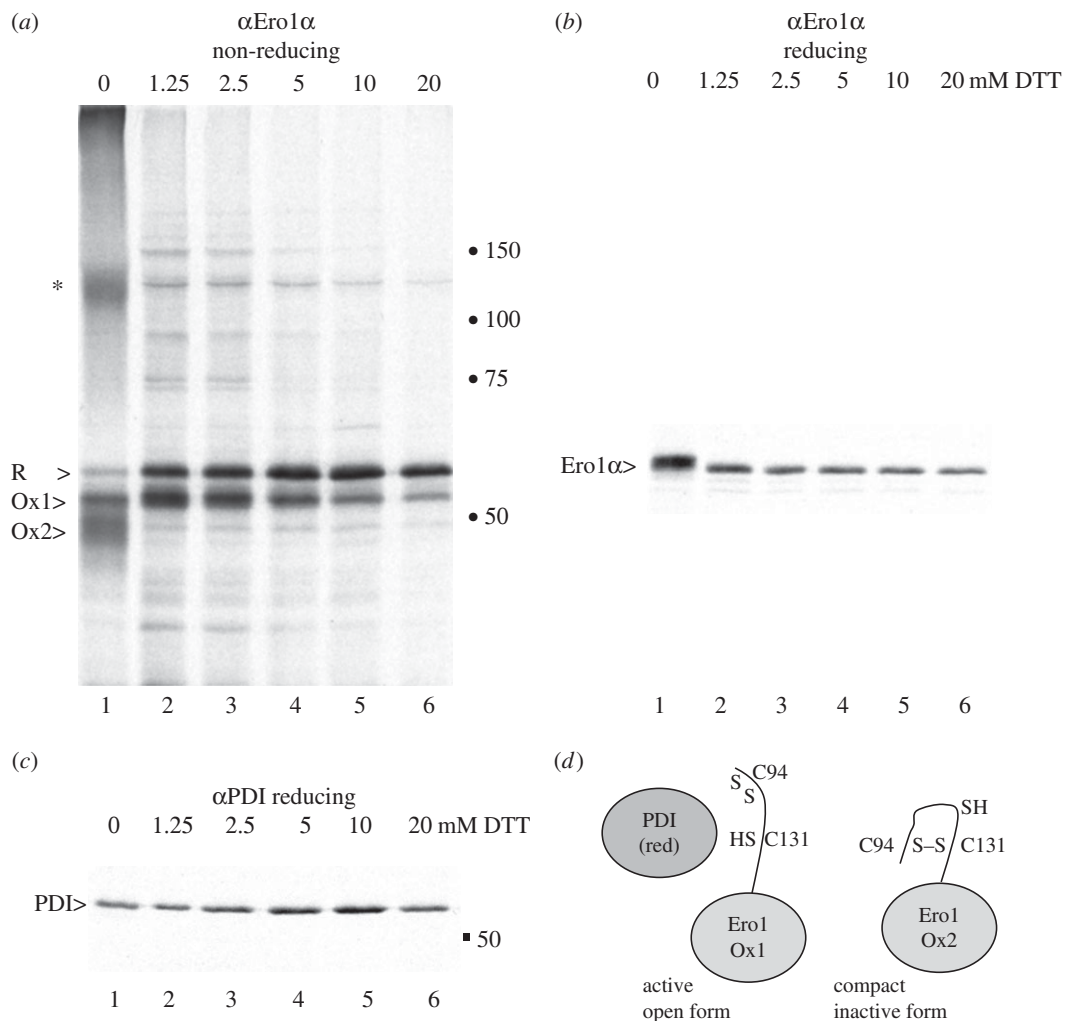 (a)
αEro1α
non-reducing
0 1.25 2.5 5 10 20
150
*
100
75
R >
Ox1>
50
Ox2>
1 2 3 4 5 6
(b)
αEro1α
reducing
0 1.25 2.5 5 10 20 mM DTT
Ero1α>
1 2 3 4 5 6
(c)
αPDI reducing
0 1.25 2.5 5 10 20 mM DTT
PDI>
50
1 2 3 4 5 6
(d)
S C94
S
PDI
(red)
HS C131
Ero1
Ox1
active
open form
SH
C94 S–S C131
Ero1
Ox2
compact
inactive form